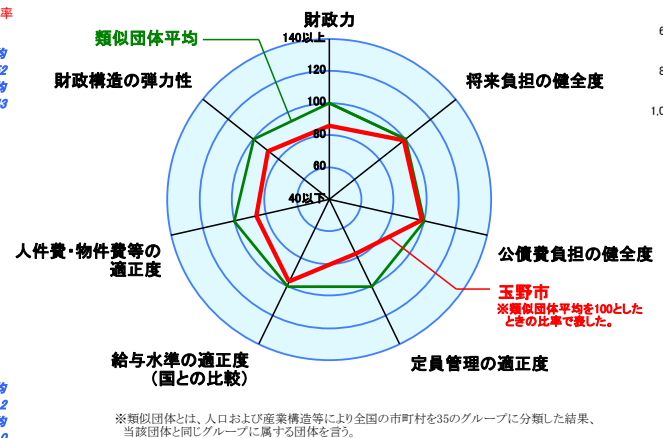 率
財政力
140以上
類似団体平均
120
財政構造の弾力性
将来負担の健全度
100
80
60
40以下
人件費・物件費等の
適正度
公債費負担の健全度
玉野市
※類似団体平均を100とした
ときの比率で表した。
給与水準の適正度
(国との比較)
定員管理の適正度
※類似団体とは、人口および産業構造等により全国の市町村を35のグループに分類した結果、
当該団体と同じグループに属する団体を言う。